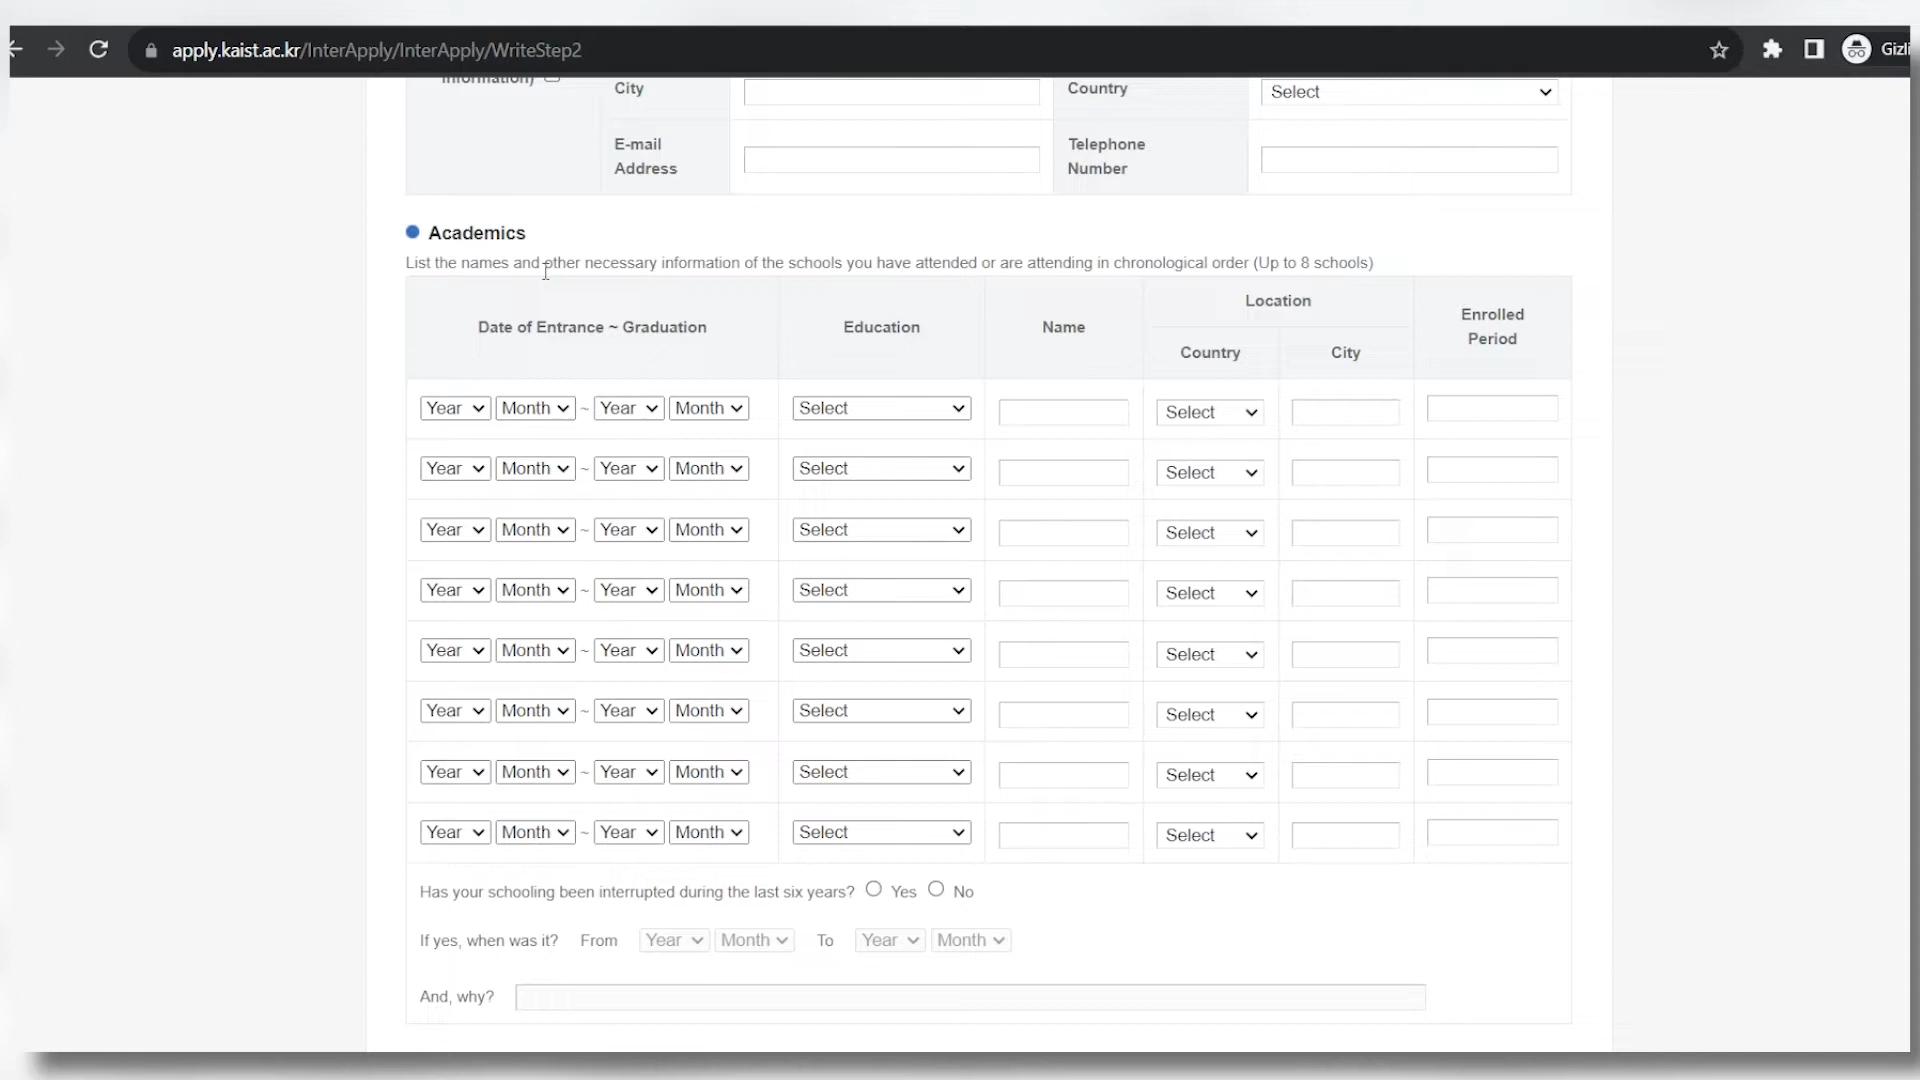 apply.kaist.ac.kr/InterApply/InterApply/WriteStep2
Gizli
Information)
City
Country
Select
E-mail
Address
Telephone
Number
Academics
List the names and other necessary information of the schools you have attended or are attending in chronological order (Up to 8 schools)
Date of Entrance ~ Graduation
Education
Name
Location
Country
City
Enrolled
Period
Year Month ~ Year Month Select Select
Year Month ~ Year Month Select Select
Year Month ~ Year Month Select Select
Year Month ~ Year Month Select Select
Year Month ~ Year Month Select Select
Year Month ~ Year Month Select Select
Year Month ~ Year Month Select Select
Year Month ~ Year Month Select Select
Has your schooling been interrupted during the last six years? Yes No
If yes, when was it? From Year Month To Year Month
And, why?